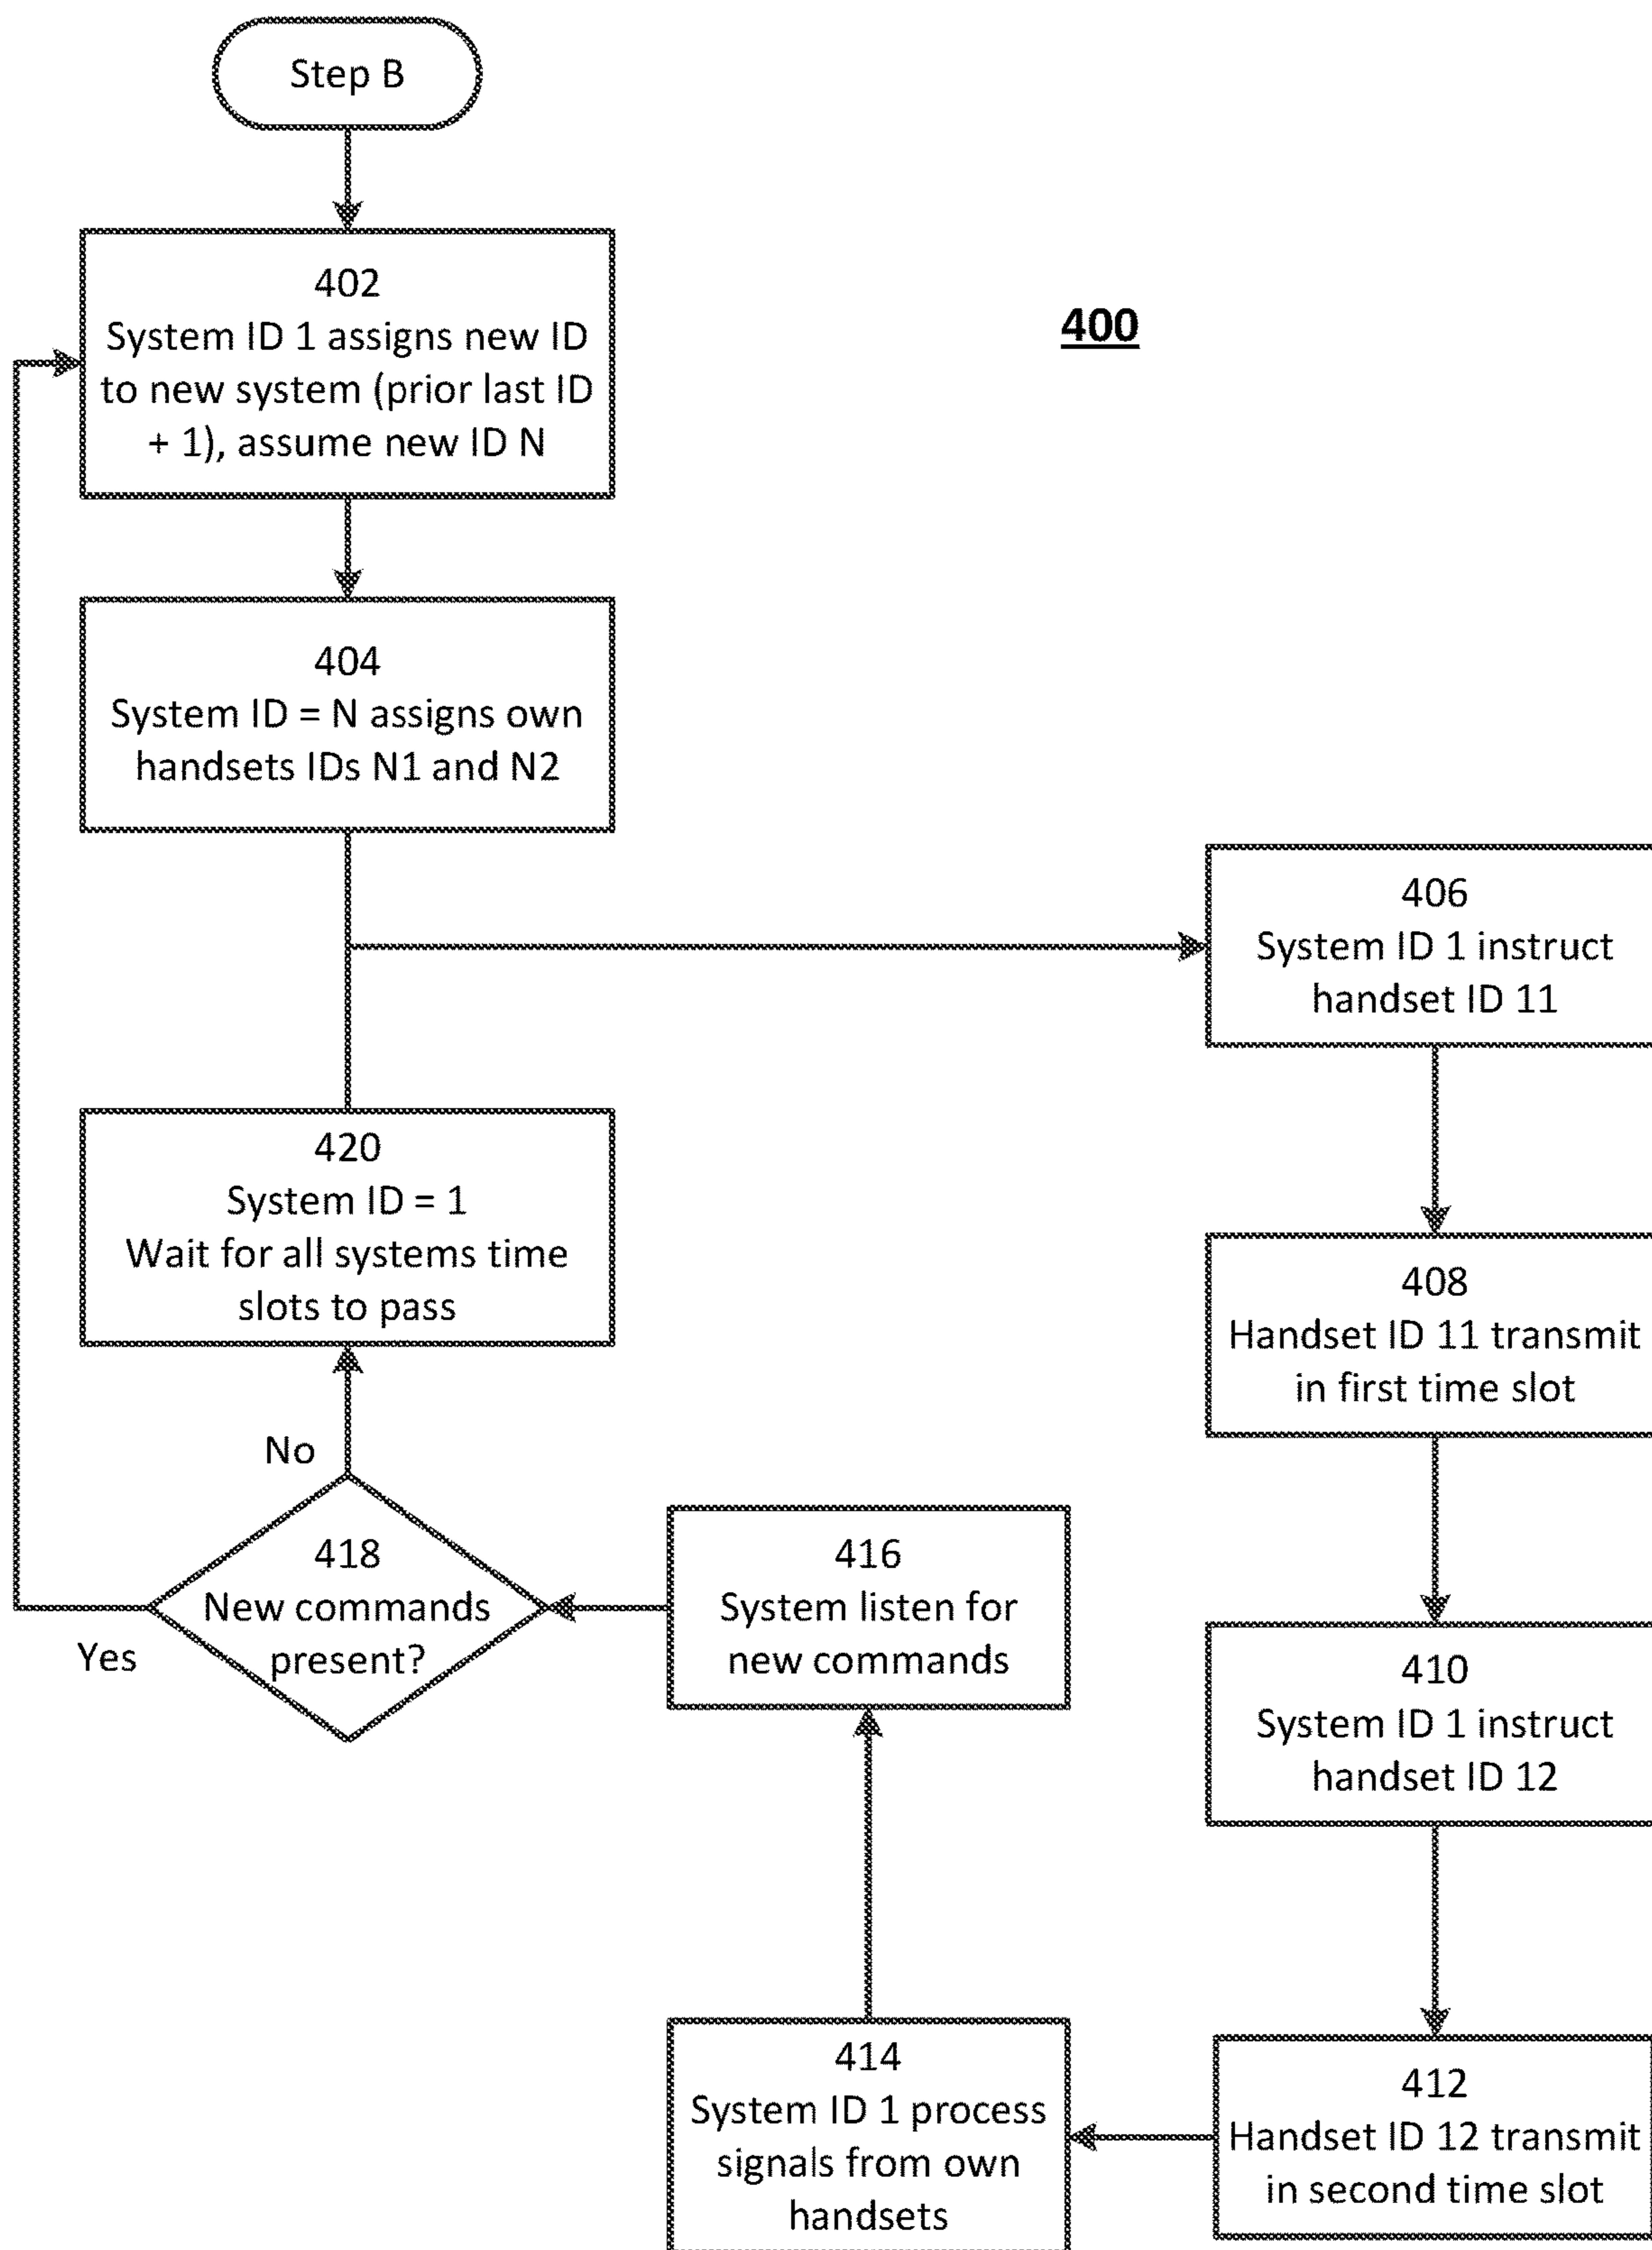 Step B
402
System ID 1 assigns new ID
to new system (prior last ID
+ 1), assume new ID N
400
404
System ID = N assigns own
handsets IDs N1 and N2
406
System ID 1 instruct
handset ID 11
420
System ID = 1
Wait for all systems time
slots to pass
408
Handset ID 11 transmit
in first time slot
No
418
New commands
present?
Yes
416
System listen for
new commands
410
System ID 1 instruct
handset ID 12
414
System ID 1 process
signals from own
handsets
412
Handset ID 12 transmit
in second time slot